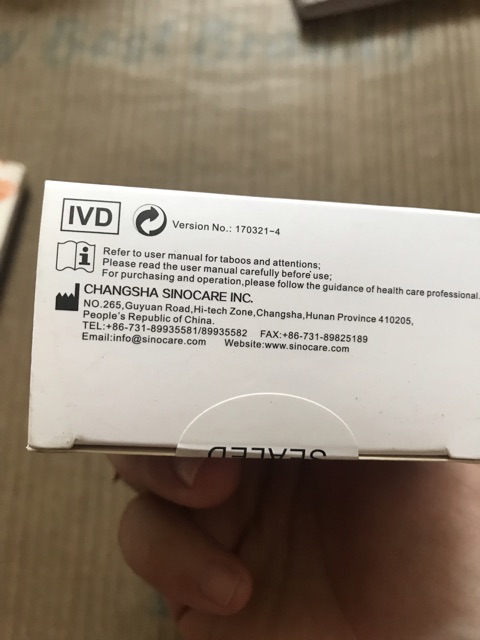 IVD
Version No.: 170321-4
Refer to user manual for taboos and attentions;
Please read the user manual carefully before use;
For purchasing and operation,please follow the guidance of health care professional.
CHANGSHA SINOCARE INC.
NO.265,Guyuan Road,Hi-tech Zone,Changsha,Hunan Province 410205,
People's Republic of China.
TEL:+86-731-89935581/89935582 FAX:+86-731-89825189
Email:info@sinocare.com Website:www.sinocare.com
SEALED